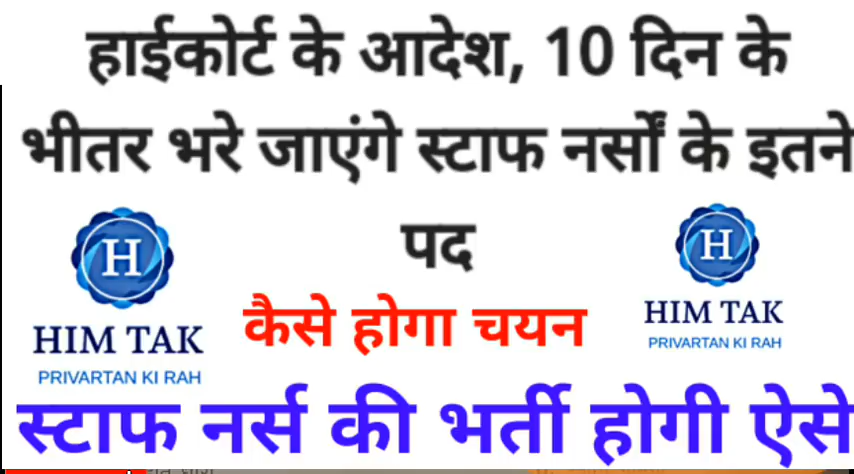 हाईकोर्ट के आदेश, 10 दिन के
भीतर भरे जाएंगे स्टाफ नर्सों के इतने
पद
H
HIM TAK
PRIVARTAN KI RAH
कैसे होगा चयन
H
HIM TAK
PRIVARTAN KI RAH
स्टाफ नर्स की भर्ती होगी ऐसे